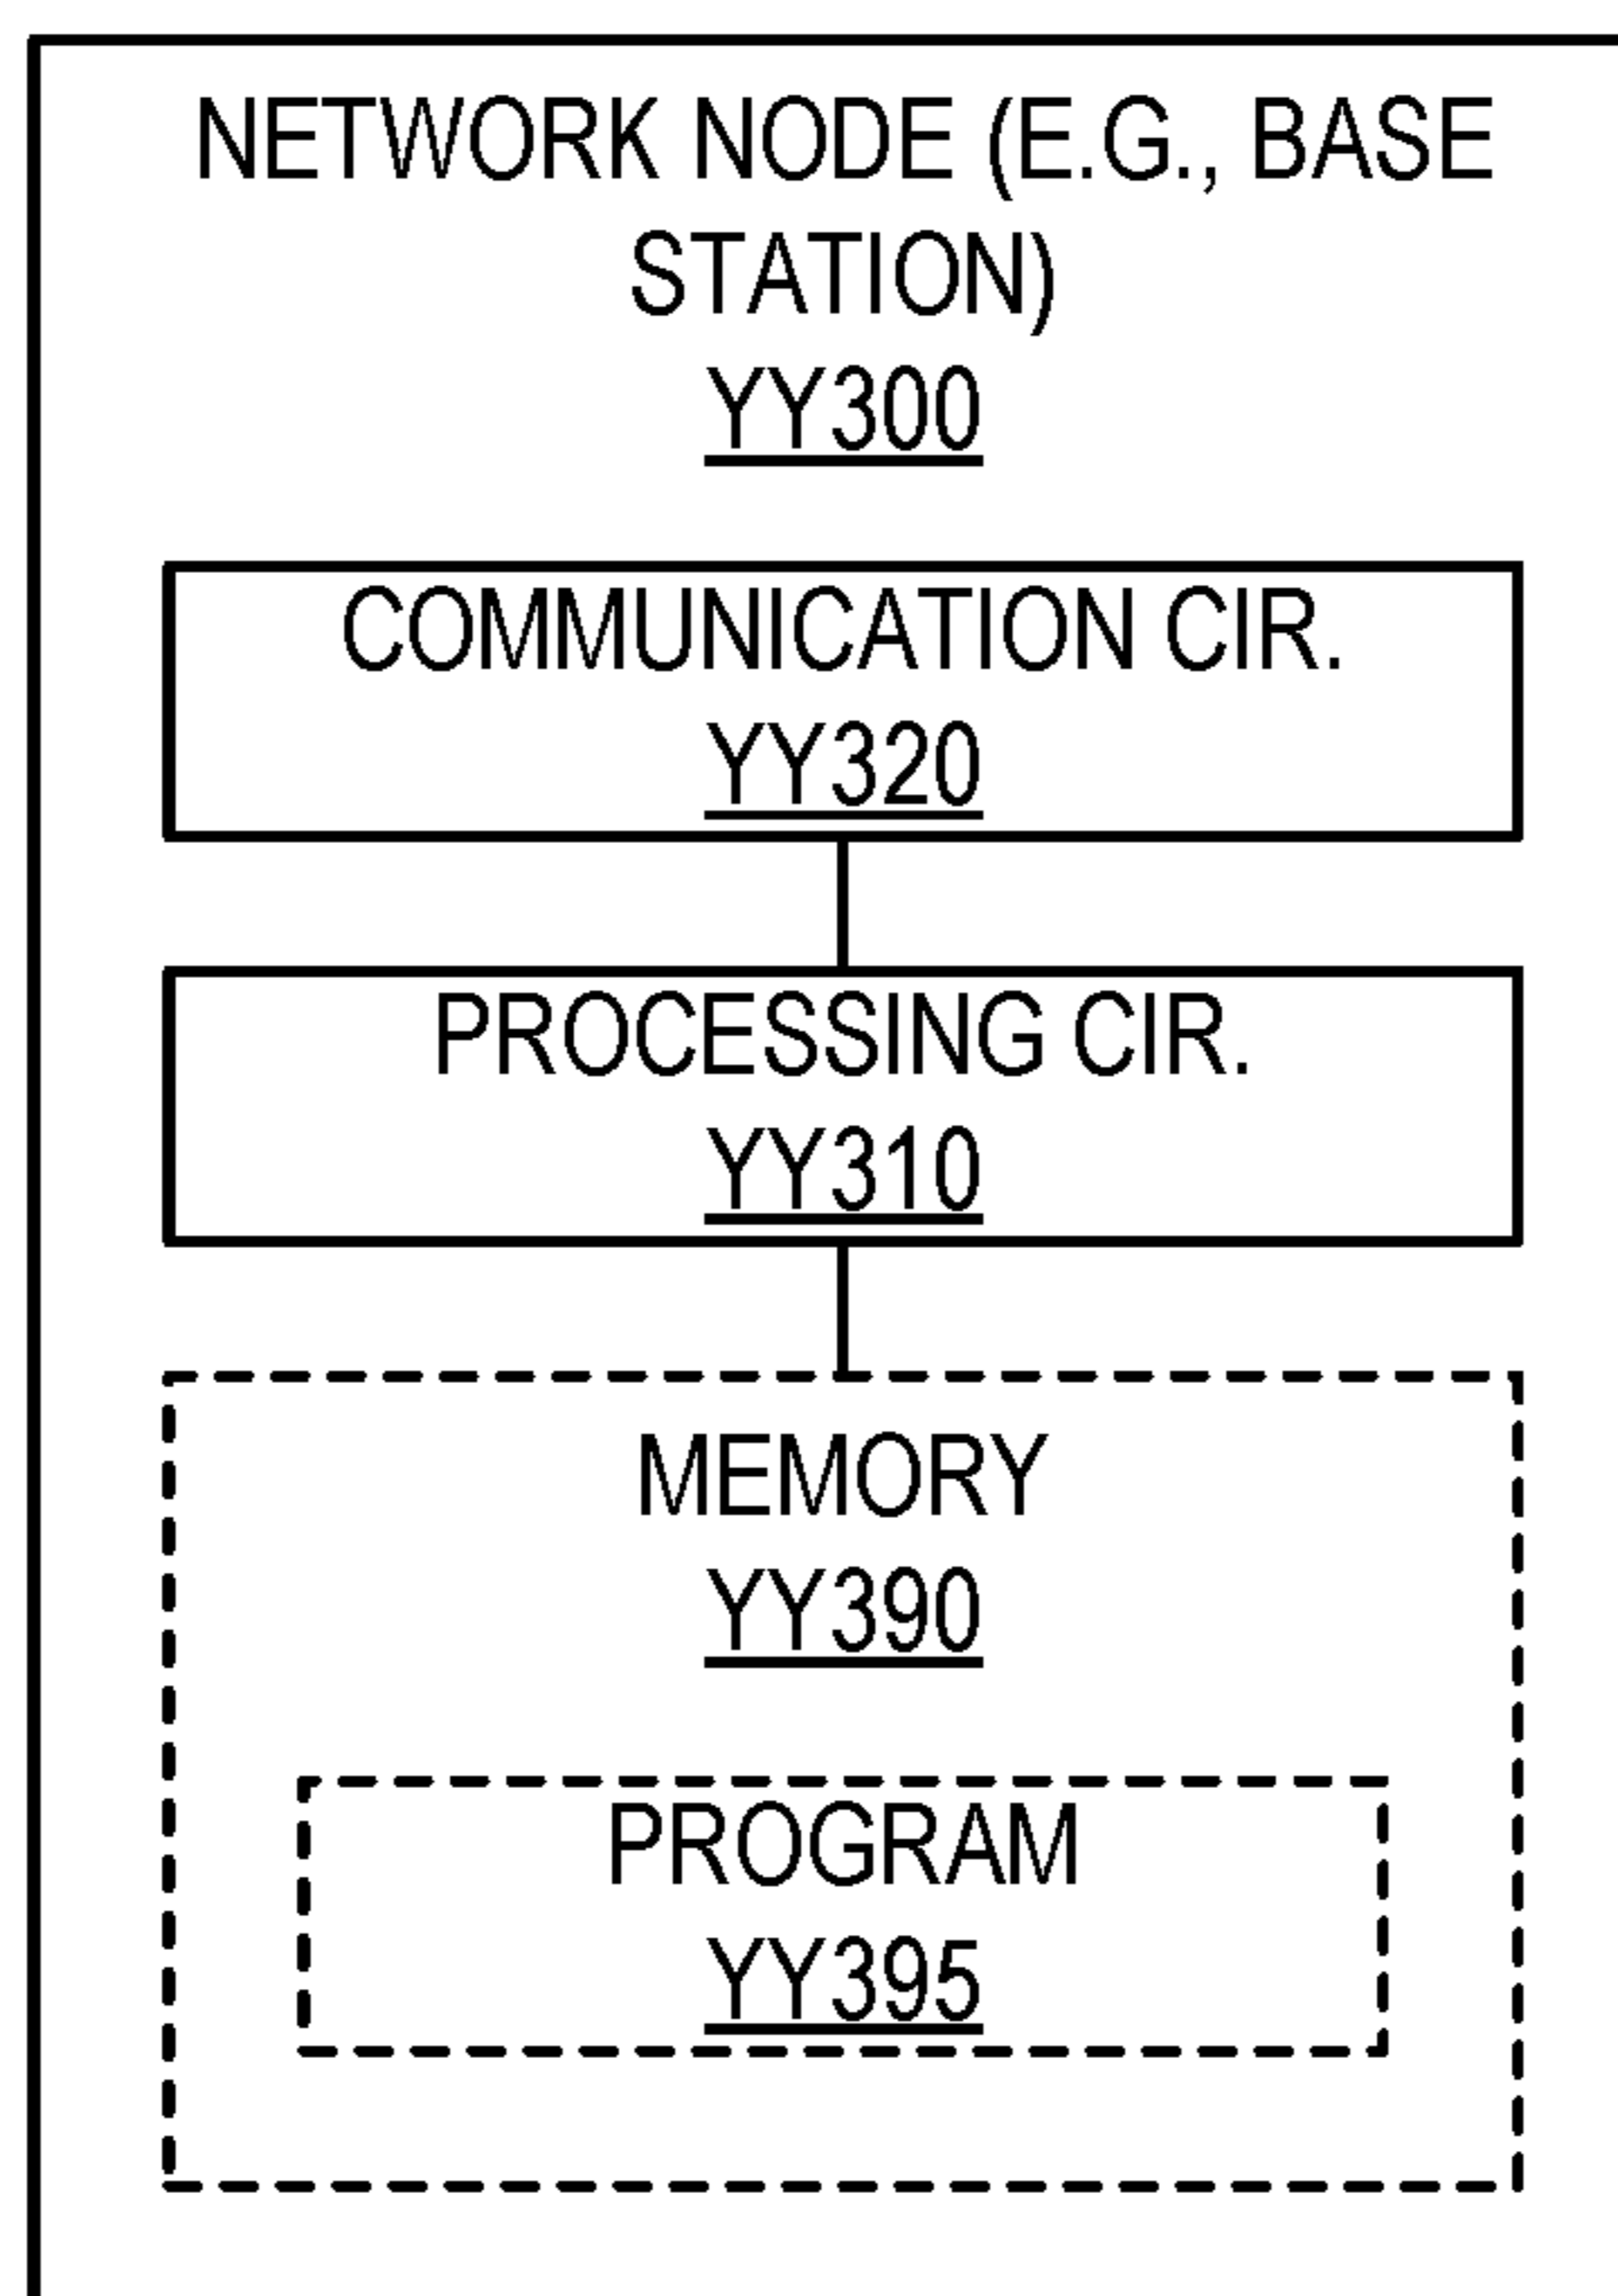 NETWORK NODE (E.G., BASE
STATION)
YY300
COMMUNICATION CIR.
YY320
PROCESSING CIR.
YY310
MEMORY
YY390
PROGRAM
YY395